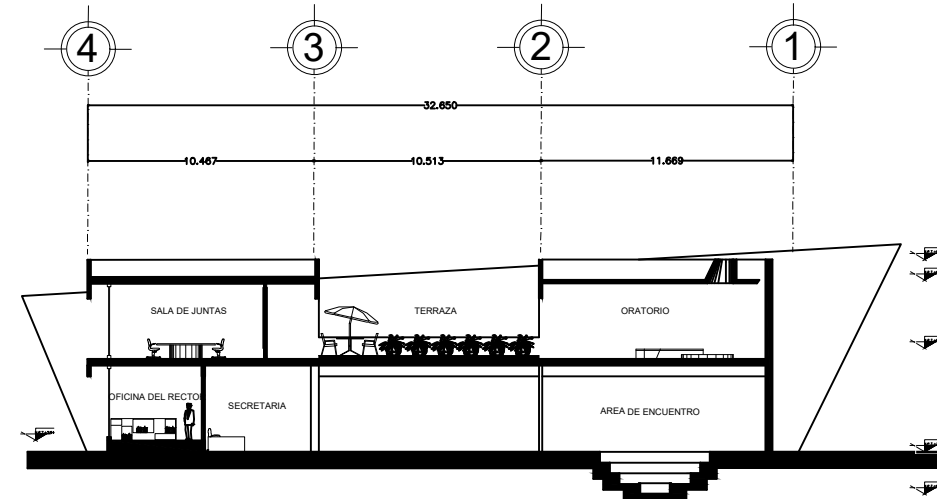 4 3 2 1
32.650
10.467 10.513 11.669
SALA DE JUNTAS TERRAZA ORATORIO
OFICINA DEL RECTOR
SECRETARIA
AREA DE ENCUENTRO